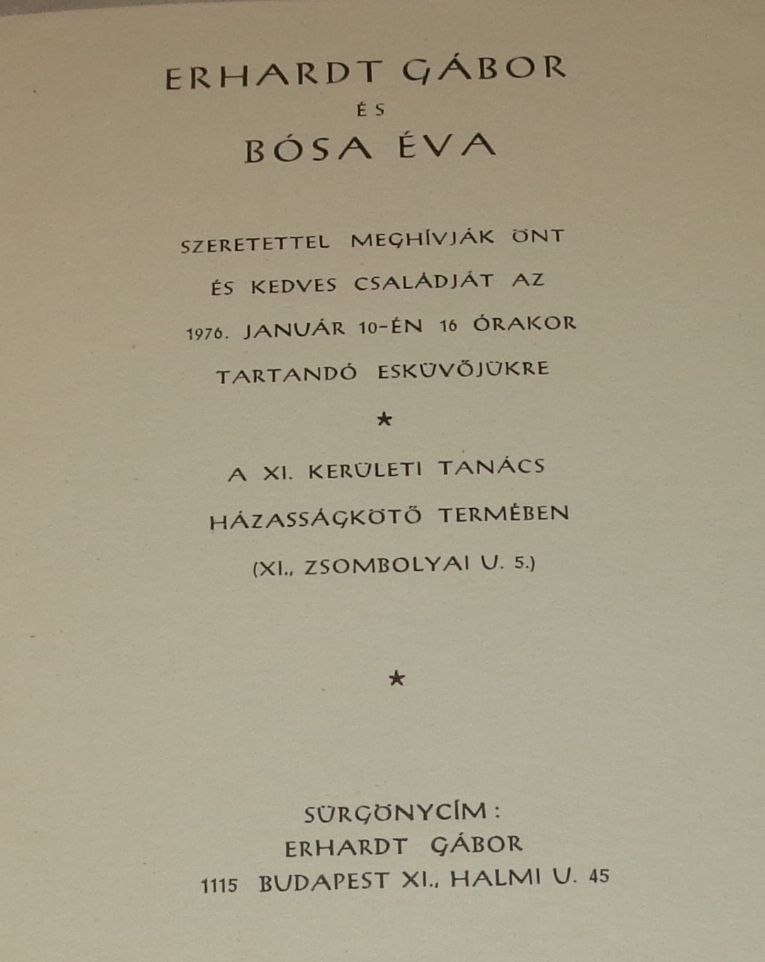 ERHARDT GÁBOR
ÉS
BÓSA ÉVA
SZERETETTEL MEGHÍVJÁK ÖNT
ÉS KEDVES CSALÁDJÁT AZ
1976. JANUÁR 10-ÉN 16 ÓRAKOR
TARTANDÓ ESKÜVŐJÜKRE
★
A XI. KERÜLETI TANÁCS
HÁZASSÁGKÖTŐ TERMÉBEN
(XI., ZSOMBOLYAI U. 5.)
★
SÜRGÖNYCÍM:
ERHARDT GÁBOR
1115 BUDAPEST XI., HALMI U. 45